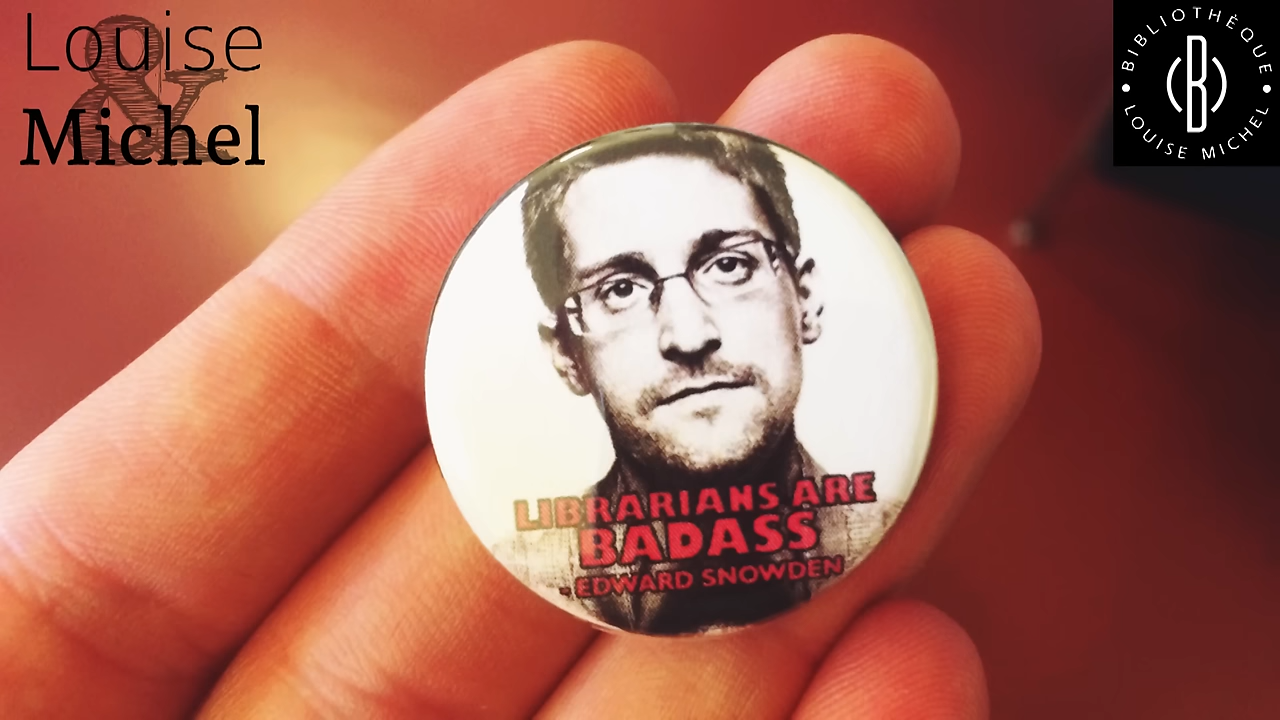 Louise
&
Michel
BIBLIOTHÈQUE
LOUISE MICHEL
B
LIBRARIANS ARE
BADASS
- EDWARD SNOWDEN